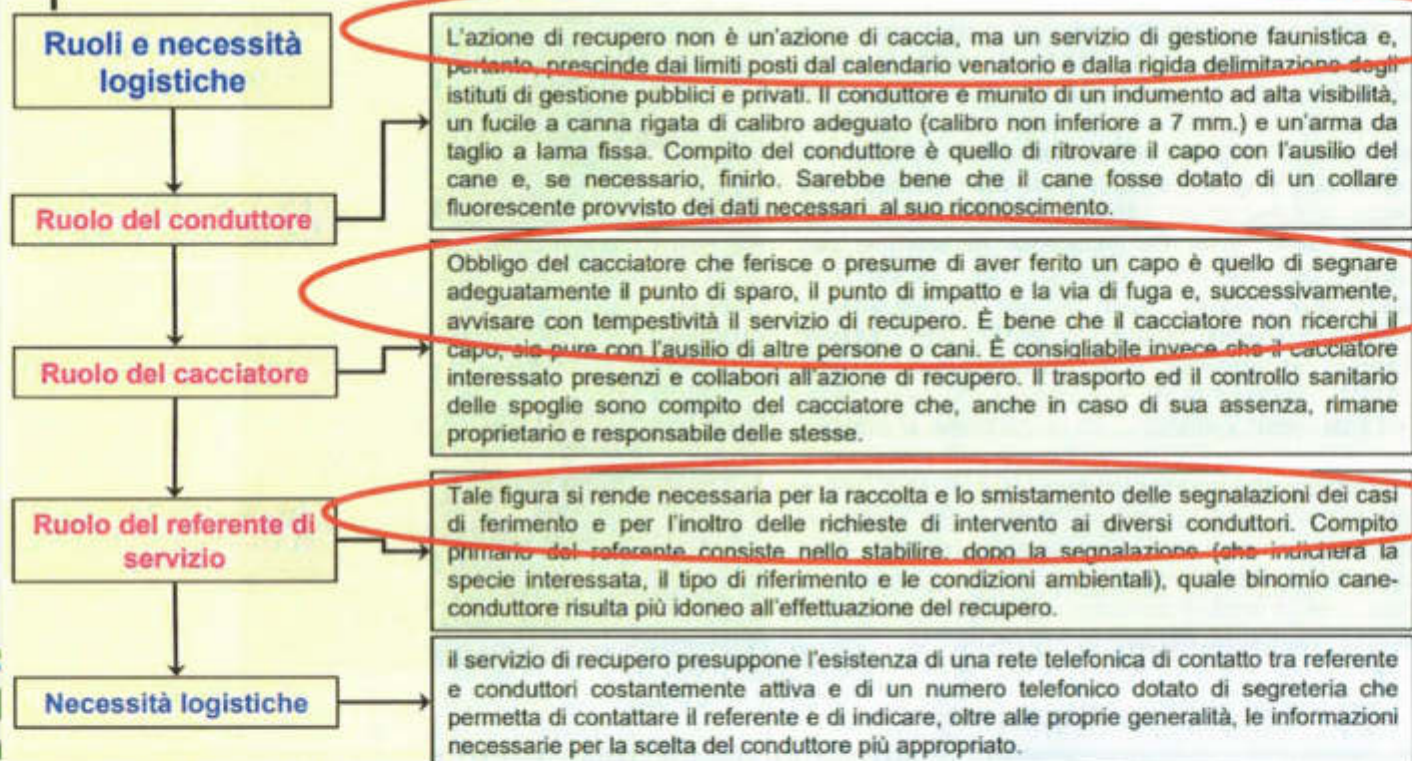 Ruoli e necessità
logistiche
L'azione di recupero non è un'azione di caccia, ma un servizio di gestione faunistica e,
pertanto, prescinde dai limiti posti dal calendario venatorio e dalla rigida delimitazione degli
istituti di gestione pubblici e privati. Il conduttore è munito di un indumento ad alta visibilità,
un fucile a canna rigata di calibro adeguato (calibro non inferiore a 7 mm.) e un'arma da
taglio a lama fissa. Compito del conduttore è quello di ritrovare il capo con l'ausilio del
cane e, se necessario, finirlo. Sarebbe bene che il cane fosse dotato di un collare
fluorescente provvisto dei dati necessari al suo riconoscimento.
Ruolo del conduttore
Obbligo del cacciatore che ferisce o presume di aver ferito un capo è quello di segnare
adeguatamente il punto di sparo, il punto di impatto e la via di fuga e, successivamente,
avvisare con tempestività il servizio di recupero. È bene che il cacciatore non ricerchi il
capo, sia pure con l'ausilio di altre persone o cani. È consigliabile invece che il cacciatore
interessato presenzi e collabori all'azione di recupero. Il trasporto ed il controllo sanitario
delle spoglie sono compito del cacciatore che, anche in caso di sua assenza, rimane
proprietario e responsabile delle stesse.
Ruolo del cacciatore
Tale figura si rende necessaria per la raccolta e lo smistamento delle segnalazioni dei casi
di ferimento e per l'inoltro delle richieste di intervento ai diversi conduttori. Compito
primario del referente consiste nello stabilire, dopo la segnalazione (che indicherà la
specie interessata, il tipo di riferimento e le condizioni ambientali), quale binomio cane-
conduttore risulta più idoneo all'effettuazione del recupero.
Ruolo del referente di
servizio
il servizio di recupero presuppone l'esistenza di una rete telefonica di contatto tra referente
e conduttori costantemente attiva e di un numero telefonico dotato di segreteria che
permetta di contattare il referente e di indicare, oltre alle proprie generalità, le informazioni
necessarie per la scelta del conduttore più appropriato.
Necessità logistiche